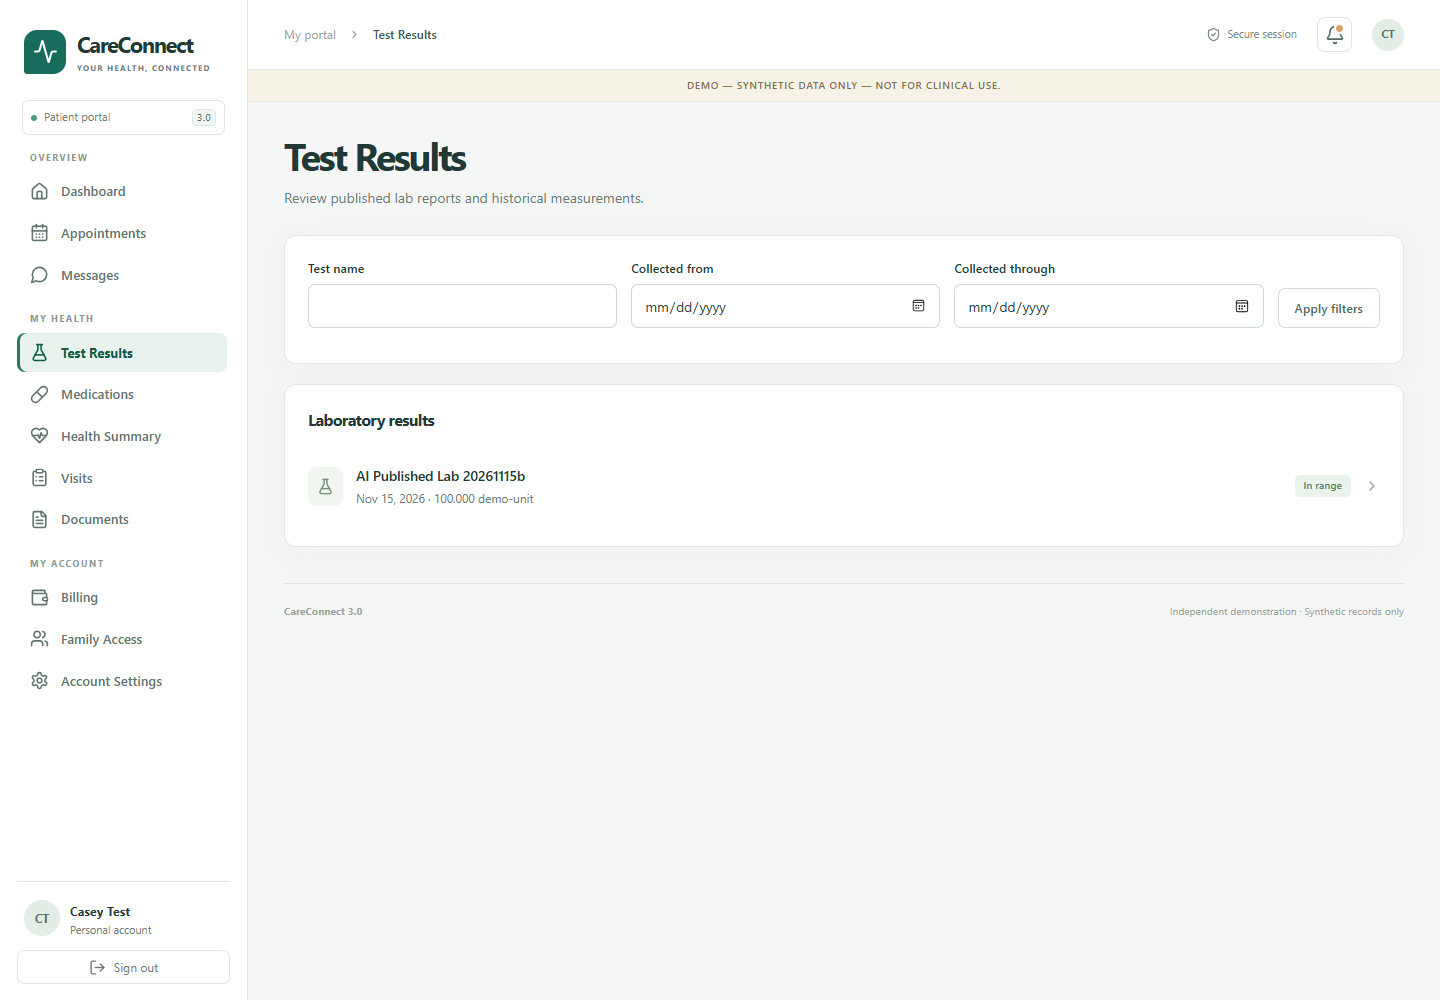 CareConnect
YOUR HEALTH, CONNECTED
Patient portal 3.0
OVERVIEW
Dashboard
Appointments
Messages
MY HEALTH
Test Results
Medications
Health Summary
Visits
Documents
MY ACCOUNT
Billing
Family Access
Account Settings
CT
Casey Test
Personal account
Sign out
My portal > Test Results
Secure session
CT
DEMO — SYNTHETIC DATA ONLY — NOT FOR CLINICAL USE.
Test Results
Review published lab reports and historical measurements.
Test name
Collected from
mm/dd/yyyy
Collected through
mm/dd/yyyy
Apply filters
Laboratory results
AI Published Lab 20261115b
Nov 15, 2026 · 100.000 demo-unit
In range
CareConnect 3.0
Independent demonstration · Synthetic records only